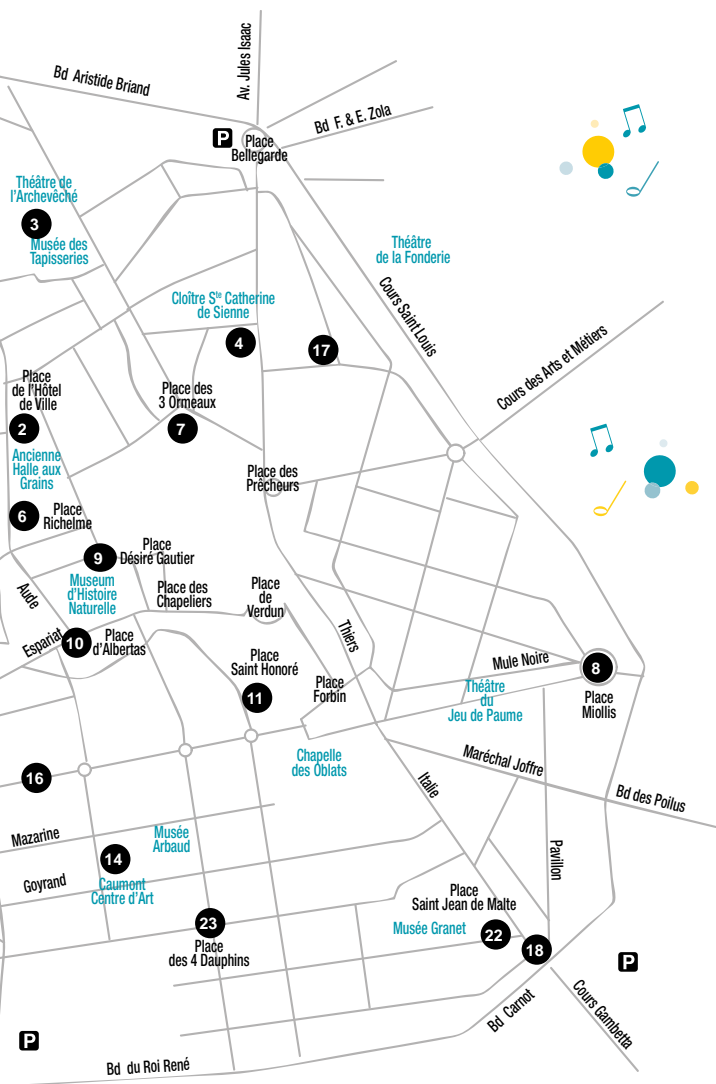 Av. Jules Isaac
Bd Aristide Briand
Bd F. & E. Zola
P
Place
Bellegarde
Théâtre de
l'Archevêché
3
Musée des
Tapisseries
Théâtre
de la Fonderie
Cours Saint Louis
Cloître Ste Catherine
de Sienne
4
17
Cours des Arts et Métiers
Place
de l'Hôtel
de Ville
2
Place des
3 Ormeaux
7
Ancienne
Halle aux
Grains
Place des
Prêcheurs
6
Place
Richelme
9
Place
Désiré Gautier
Museum
d'Histoire
Naturelle
Place des
Chapeliers
Place
de
Verdun
Aude
Thiers
Espariat
10
Place
d'Albertas
Place
Saint Honoré
11
Place
Forbin
Mule Noire
8
Place
Miollis
Théâtre
du
Jeu de Paume
Chapelle
des Oblats
Maréchal Joffre
Italie
Bd des Poilus
16
Mazarine
Musée
Arbaud
Pavillon
14
Goyrand
Caumont
Centre d'Art
Place
Saint Jean de Malte
23
Musée Granet
22
18
Place
des 4 Dauphins
P
Bd Carnot
Cours Gambetta
P
Bd du Roi René